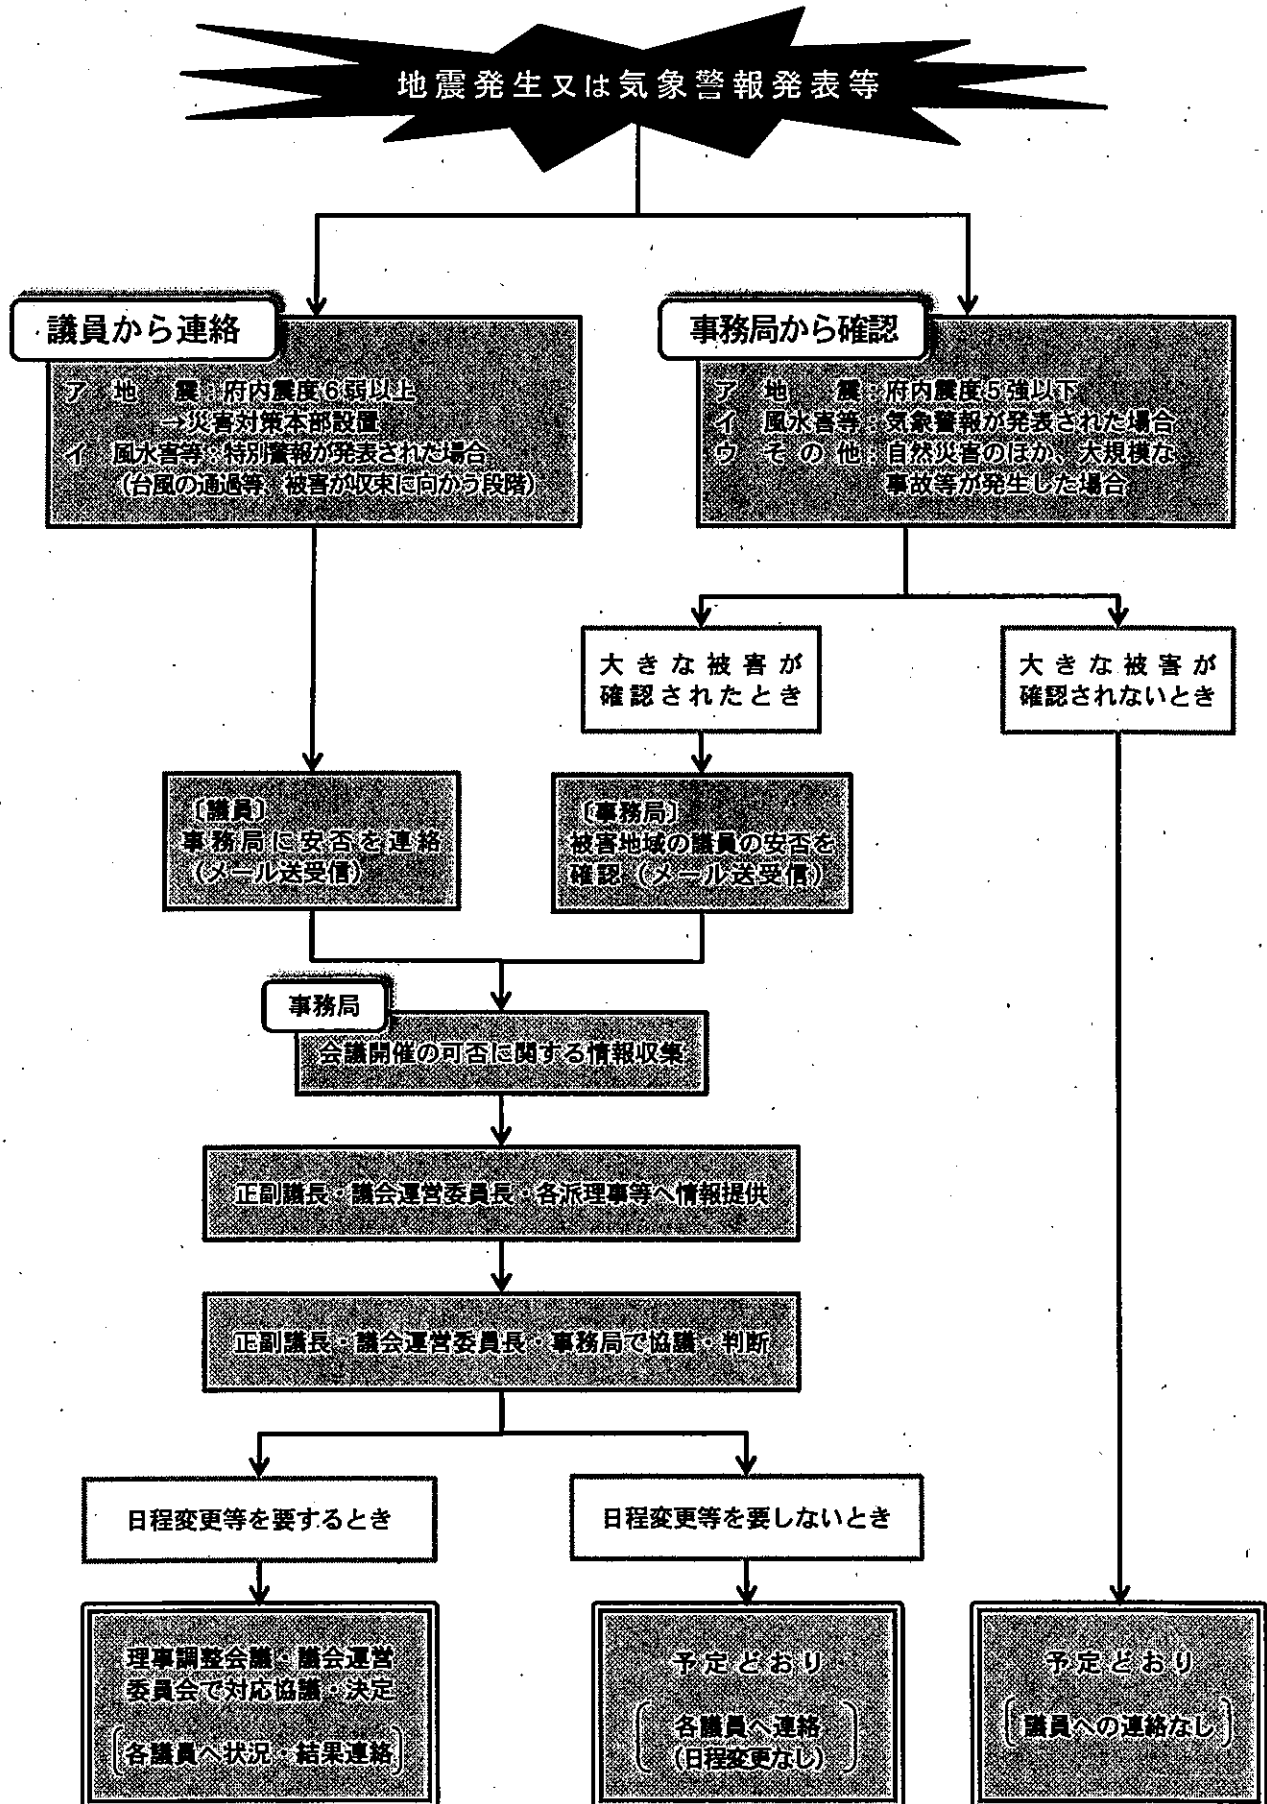 地震発生又は気象警報発表等
議員から連絡
ア 地 震:府内震度6弱以上
→災害対策本部設置
イ 風水害等:特別警報が発表された場合
(台風の通過等、被害が収束に向かう段階)
事務局から確認
ア 地 震:府内震度5強以下
イ 風水害等:気象警報が発表された場合
ウ その他:自然災害のほか、大規模な
事故等が発生した場合
大きな被害が
確認されたとき
大きな被害が
確認されないとき
〔議員〕
事務局に安否を連絡
(メール送受信)
〔事務局〕
被害地域の議員の安否を
確認(メール送受信)
事務局
会議開催の可否に関する情報収集
正副議長・議会運営委員長・各派理事等へ情報提供
正副議長・議会運営委員長・事務局で協議・判断
日程変更等を要するとき
日程変更等を要しないとき
理事調整会議・議会運営
委員会で対応協議・決定
各議員へ状況・結果連絡
予定どおり
各議員へ連絡
(日程変更なし)
予定どおり
議員への連絡なし